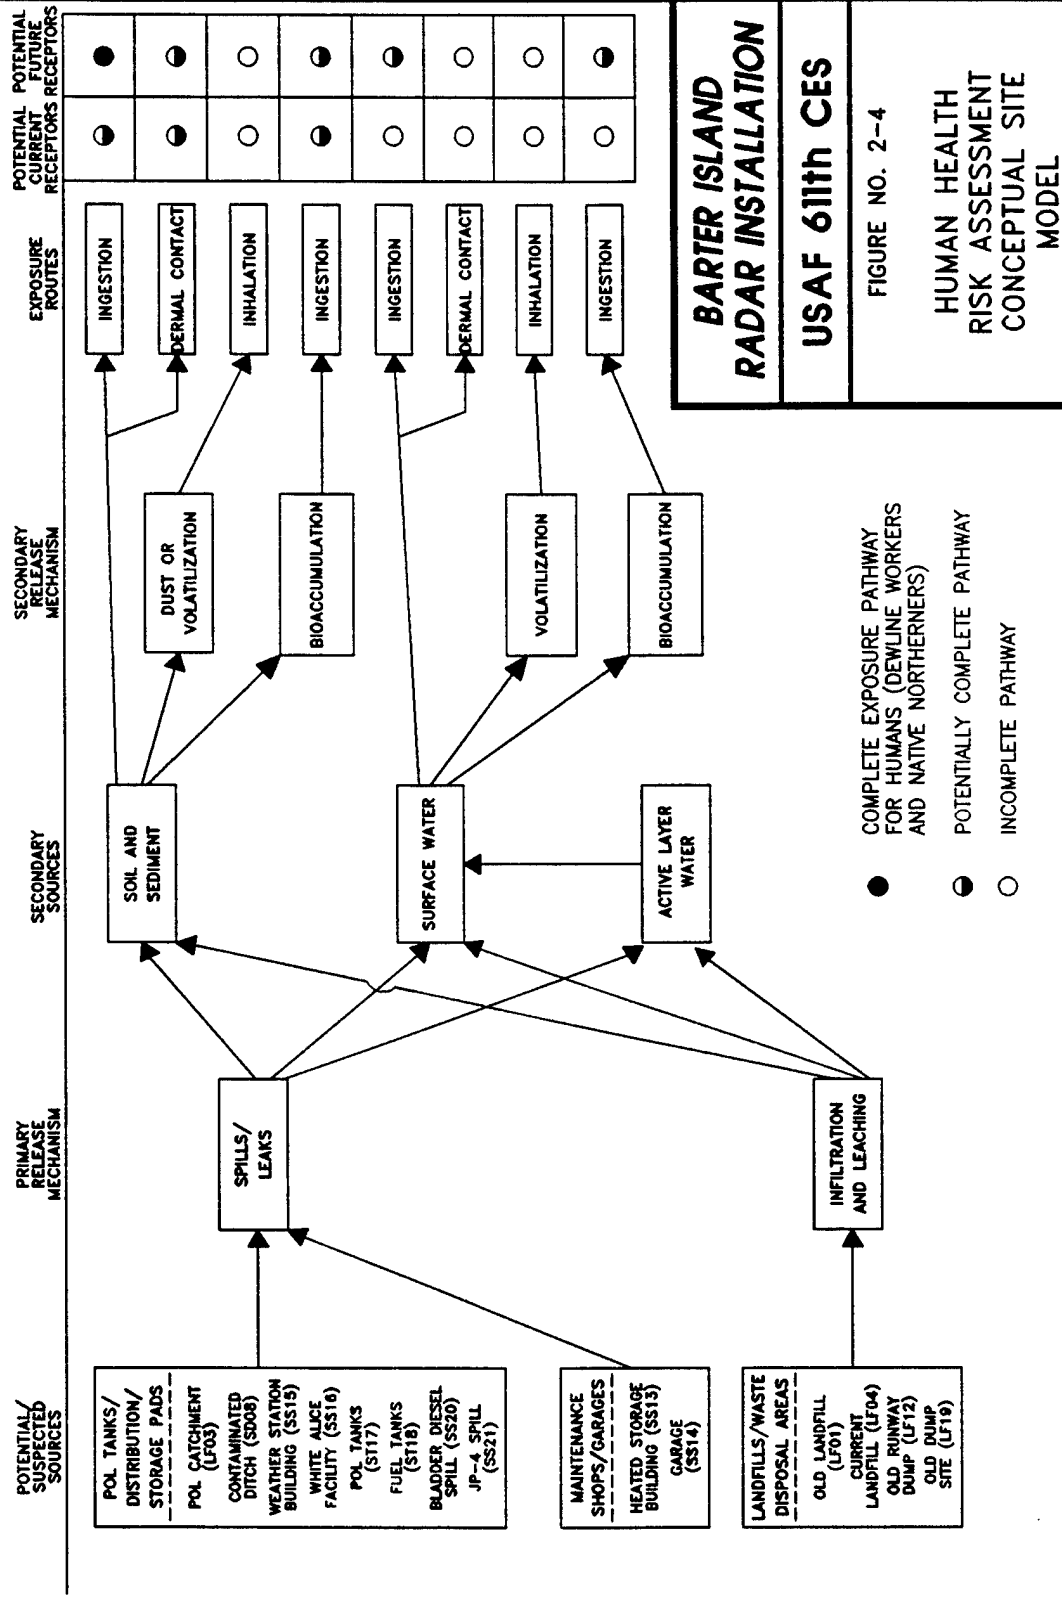 POTENTIAL/
SUSPECTED
SOURCES
PRIMARY
RELEASE
MECHANISM
SECONDARY
SOURCES
SECONDARY
RELEASE
MECHANISM
EXPOSURE
ROUTES
POTENTIAL
CURRENT
RECEPTORS
POTENTIAL
FUTURE
RECEPTORS
POL TANKS/
DISTRIBUTION/
STORAGE PADS
POL CATCHMENT
(LF03)
CONTAMINATED
DITCH (SD08)
WEATHER STATION
BUILDING (SS15)
WHITE ALICE
FACILITY (SS16)
POL TANKS
(ST17)
FUEL TANKS
(ST18)
BLADDER DIESEL
SPILL (SS20)
JP-4 SPILL
(SS21)
MAINTENANCE
SHOPS/GARAGES
HEATED STORAGE
BUILDING (SS13)
GARAGE
(SS14)
LANDFILLS/WASTE
DISPOSAL AREAS
OLD LANDFILL
(LF01)
CURRENT
LANDFILL (LF04)
OLD RUNWAY
DUMP (LF12)
OLD DUMP
SITE (LF19)
SPILLS/
LEAKS
INFILTRATION
AND LEACHING
SOIL AND
SEDIMENT
SURFACE WATER
ACTIVE LAYER
WATER
DUST OR
VOLATILIZATION
BIOACCUMULATION
VOLATILIZATION
BIOACCUMULATION
INGESTION
DERMAL CONTACT
INHALATION
INGESTION
INGESTION
DERMAL CONTACT
INHALATION
INGESTION
COMPLETE EXPOSURE PATHWAY
FOR HUMANS (DEWLINE WORKERS
AND NATIVE NORTHERNERS)
POTENTIALLY COMPLETE PATHWAY
INCOMPLETE PATHWAY
BARTER ISLAND
RADAR INSTALLATION
USAF 611th CES
FIGURE NO. 2-4
HUMAN HEALTH
RISK ASSESSMENT
CONCEPTUAL SITE
MODEL